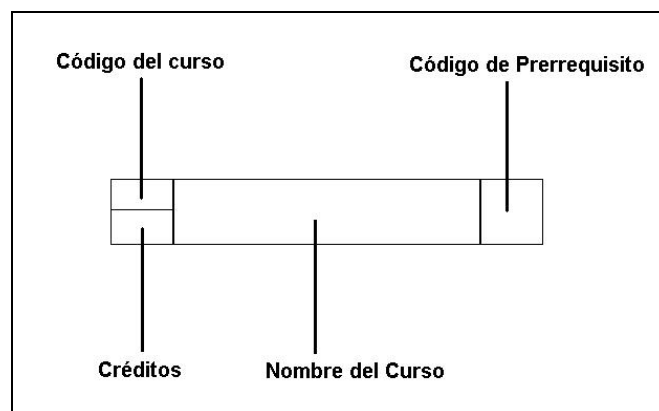 Código del curso
Código de Prerrequisito
Créditos
Nombre del Curso